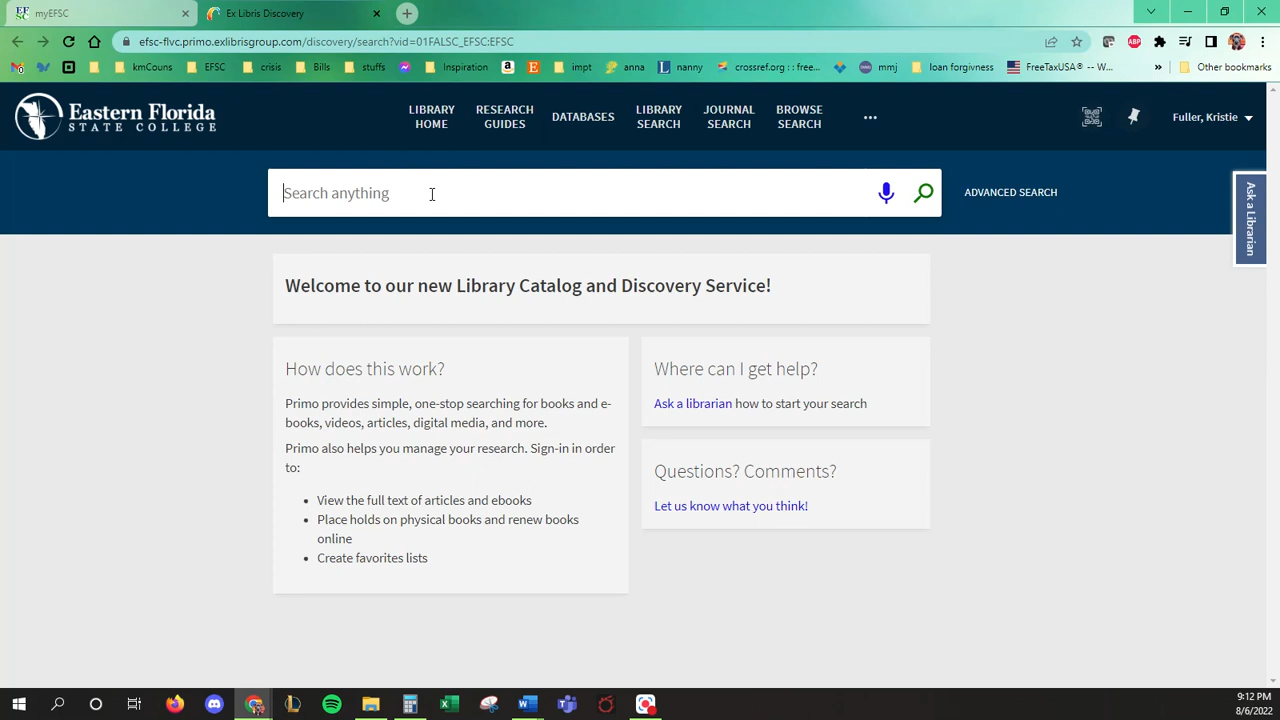 myEFSC
Ex Libris Discovery
efsc-flvc.primo.exlibrisgroup.com/discovery/search?vid=01FALSC_EFSC:EFSC
kmCouns
EFSC
crisis
Bills
stuffs
Inspiration
impt
anna
nanny
crossref.org : : free...
mmj
loan forgivness
FreeTaxUSA® -- W...
»
Other bookmarks
Eastern Florida
STATE COLLEGE
LIBRARY
HOME
RESEARCH
GUIDES
DATABASES
LIBRARY
SEARCH
JOURNAL
SEARCH
BROWSE
SEARCH
...
Fuller, Kristie
Search anything
ADVANCED SEARCH
Ask a Librarian
Welcome to our new Library Catalog and Discovery Service!
How does this work?
Primo provides simple, one-stop searching for books and e-
books, videos, articles, digital media, and more.
Primo also helps you manage your research. Sign-in in order
to:
• View the full text of articles and ebooks
• Place holds on physical books and renew books
online
• Create favorites lists
Where can I get help?
Ask a librarian how to start your search
Questions? Comments?
Let us know what you think!
9:12 PM
8/6/2022